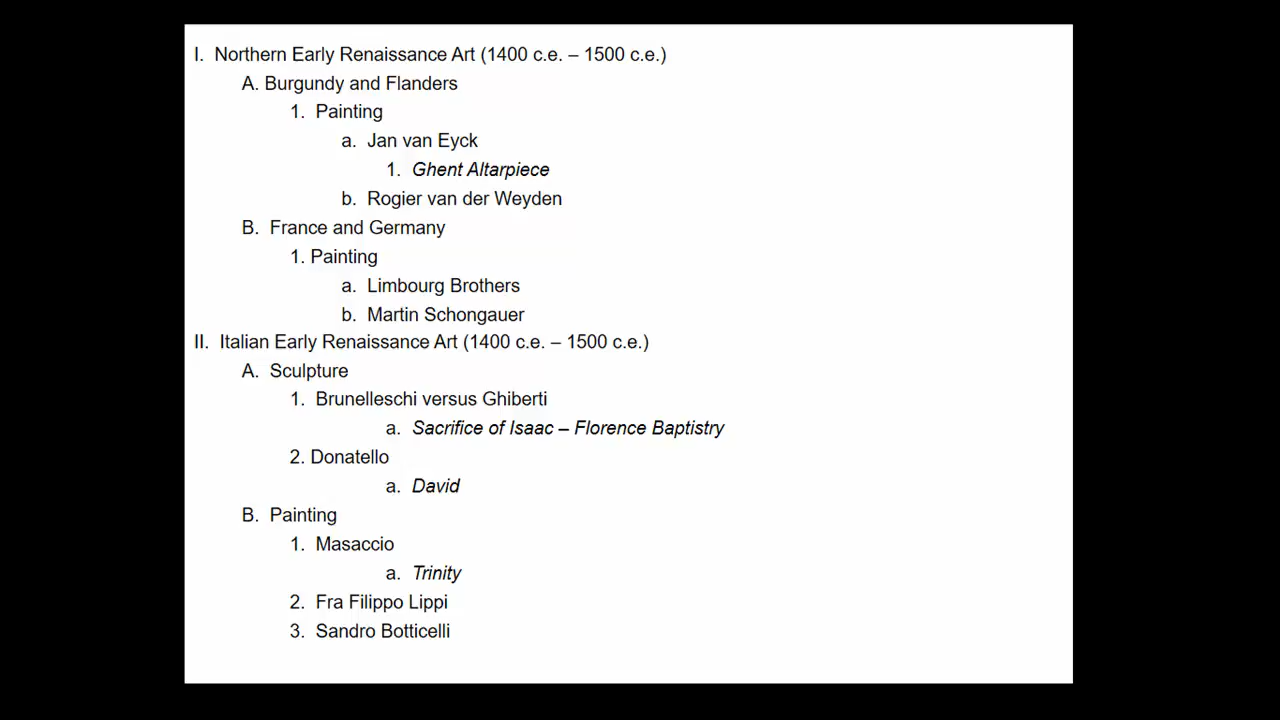 I. Northern Early Renaissance Art (1400 c.e. – 1500 c.e.)
A. Burgundy and Flanders
1. Painting
a. Jan van Eyck
1. Ghent Altarpiece
b. Rogier van der Weyden
B. France and Germany
1. Painting
a. Limbourg Brothers
b. Martin Schongauer
II. Italian Early Renaissance Art (1400 c.e. – 1500 c.e.)
A. Sculpture
1. Brunelleschi versus Ghiberti
a. Sacrifice of Isaac – Florence Baptistry
2. Donatello
a. David
B. Painting
1. Masaccio
a. Trinity
2. Fra Filippo Lippi
3. Sandro Botticelli